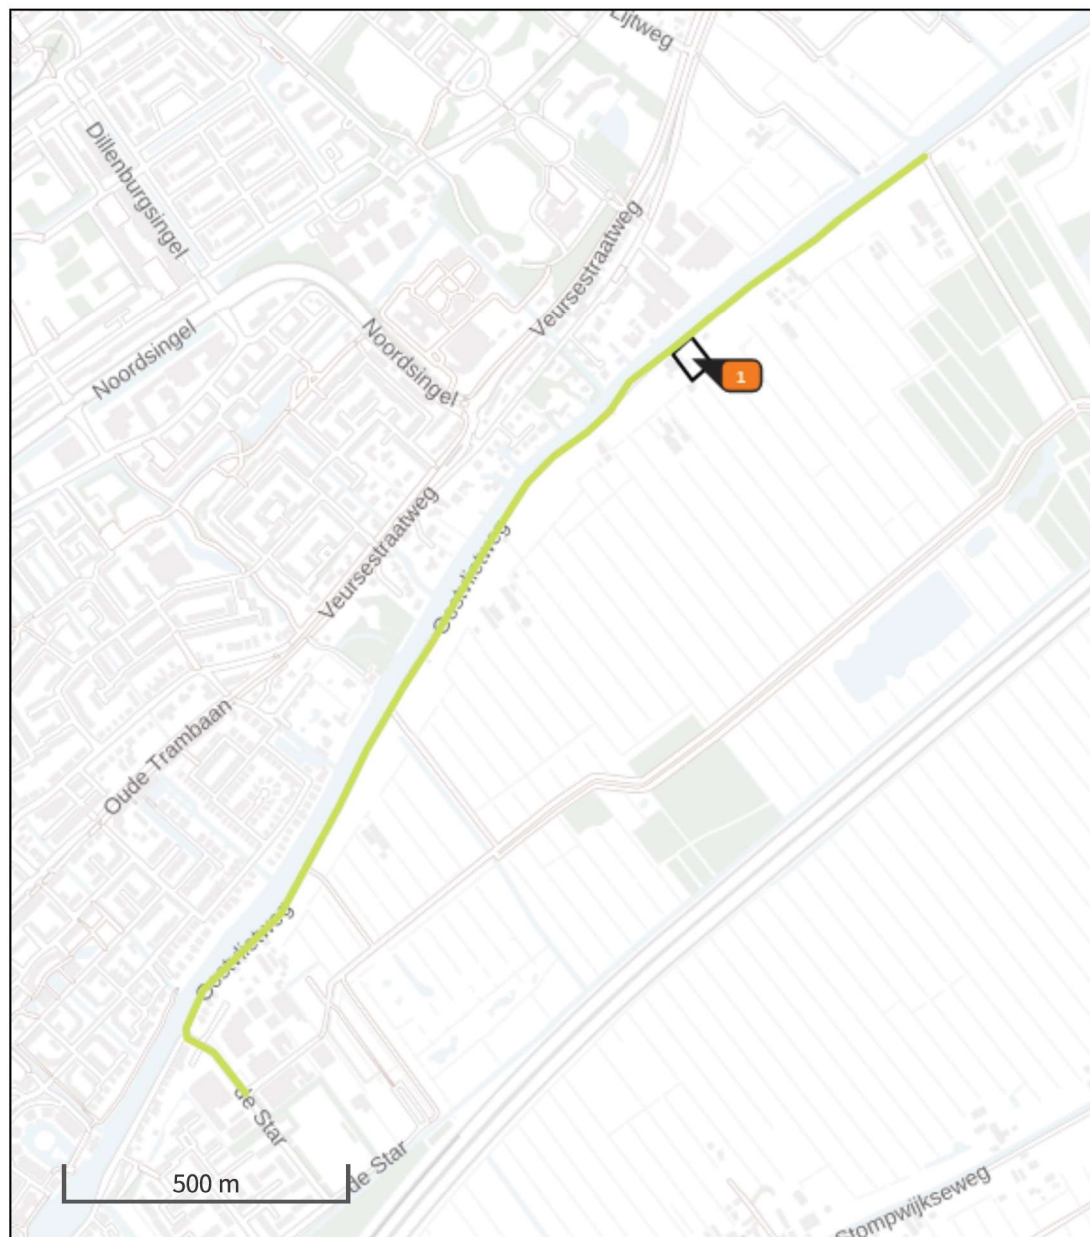 Lijtweg
Dillenburgsingel
Veursestraatweg
Noordsingel
Noordsingel
1
Veursestraatweg
Oostvlietweg
Oude Trambaan
Oostvlietweg
de Star
de Star
500 m
Stompwijkseweg